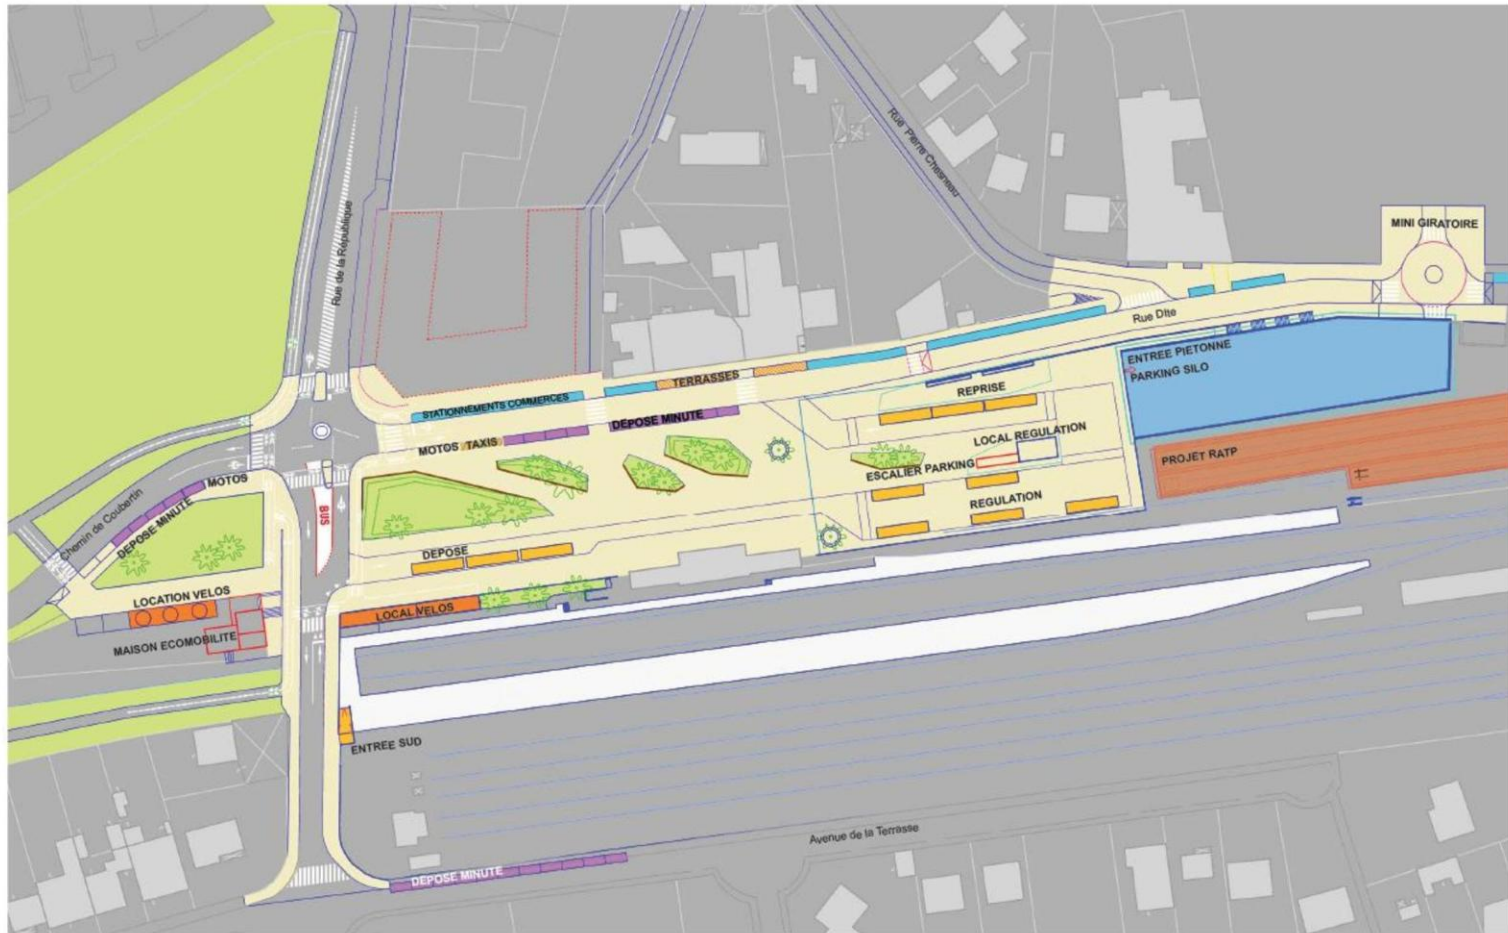 Rue Pierre Chesneau
Rue de la République
MINI GIRATOIRE
Rue Dite
ENTREE PIETONNE
PARKING SILO
TERRASSES
REPRISE
STATIONNEMENTS COMMERCES
DEPOSE MINUTE
MOTOS TAXIS
LOCAL REGULATION
PROJET RATP
ESCALIER PARKING
MOTOS
REGULATION
BUS
Chemin de Coubertin
DEPOSE MINUTE
DEPOSE
LOCATION VELOS
LOCAL VELOS
MAISON ECOMOBILITE
ENTREE SUD
Avenue de la Terrasse
DEPOSE MINUTE